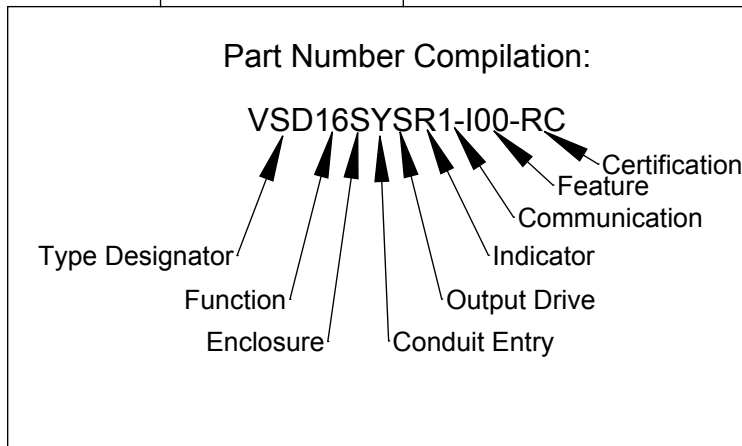 Part Number Compilation:
VSD16SYSR1-I00-RC
Certification
Feature
Communication
Type Designator
Indicator
Function
Output Drive
Enclosure
Conduit Entry